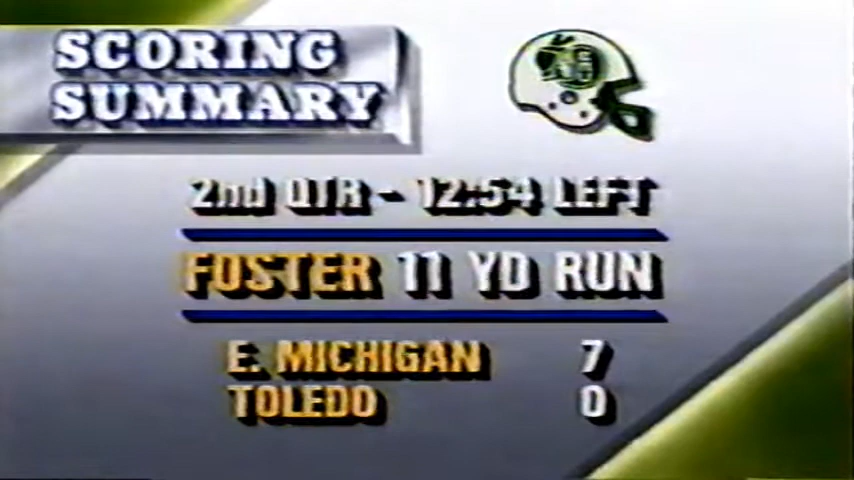 SCORING
SUMMARY
2nd QTR - 12:54 LEFT
FOSTER 11 YD RUN
E. MICHIGAN 7
TOLEDO 0